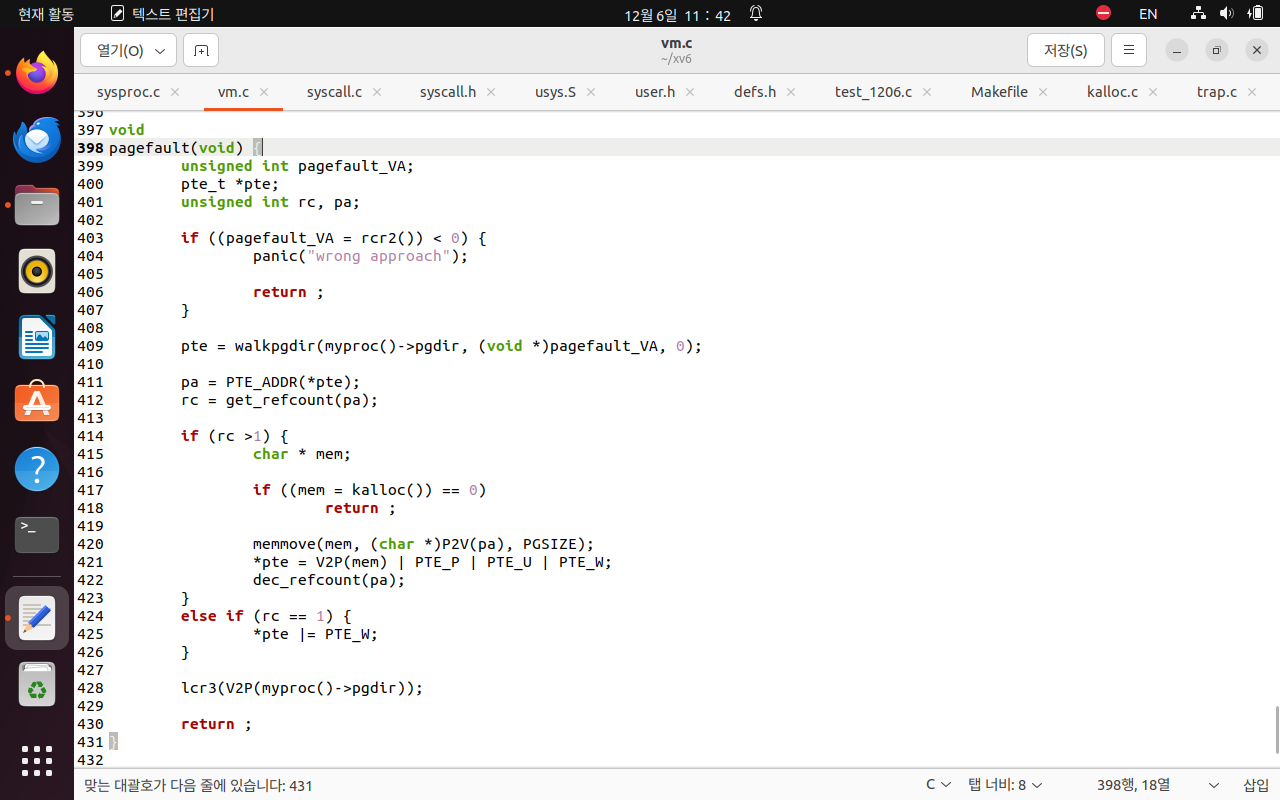 현재 활동 텍스트 편집기 12월 6일 11 : 42 EN
열기(O) vm.c ~/xv6 저장(S)
sysproc.c vm.c syscall.c syscall.h usys.S user.h defs.h test_1206.c Makefile kalloc.c trap.c
396
397 void
398 pagefault(void) {
399 unsigned int pagefault_VA;
400 pte_t *pte;
401 unsigned int rc, pa;
402
403 if ((pagefault_VA = rcr2()) < 0) {
404 panic("wrong approach");
405
406 return ;
407 }
408
409 pte = walkpgdir(myproc()->pgdir, (void *)pagefault_VA, 0);
410
411 pa = PTE_ADDR(*pte);
412 rc = get_refcount(pa);
413
414 if (rc >1) {
415 char * mem;
416
417 if ((mem = kalloc()) == 0)
418 return ;
419
420 memmove(mem, (char *)P2V(pa), PGSIZE);
421 *pte = V2P(mem) | PTE_P | PTE_U | PTE_W;
422 dec_refcount(pa);
423 }
424 else if (rc == 1) {
425 *pte |= PTE_W;
426 }
427
428 lcr3(V2P(myproc()->pgdir));
429
430 return ;
431 }
432
맞는 대괄호가 다음 줄에 있습니다: 431 C 탭 너비: 8 398행, 18열 삽입